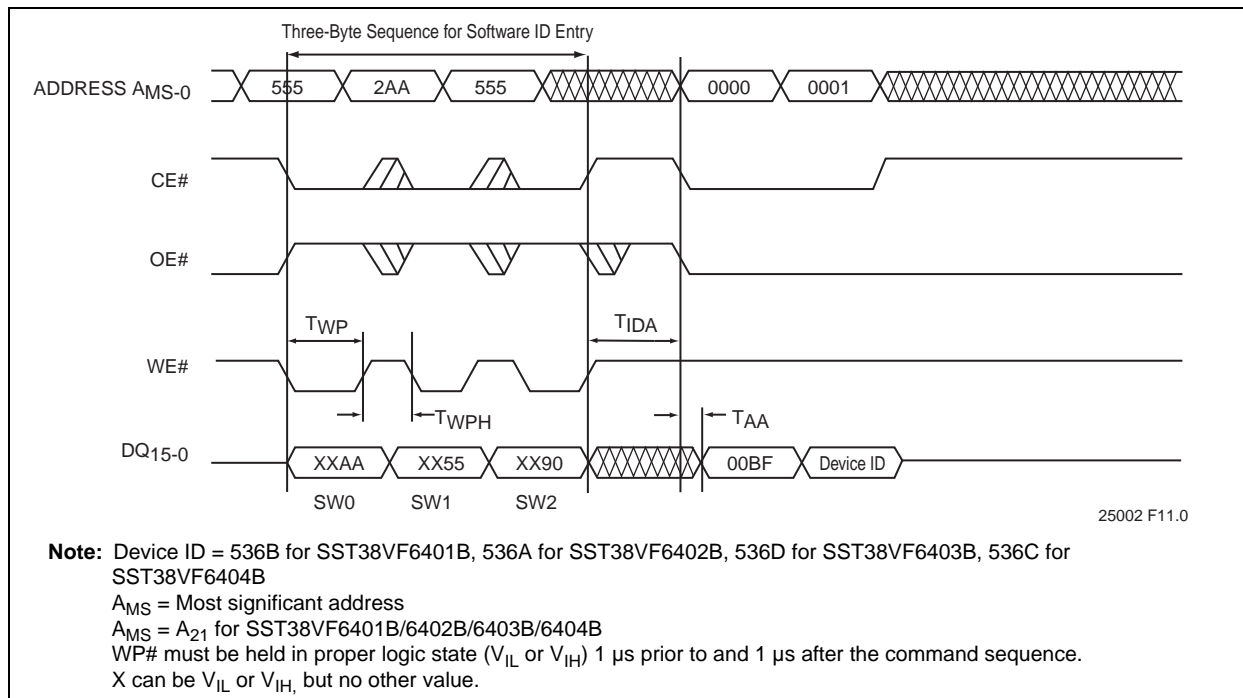 Three-Byte Sequence for Software ID Entry
ADDRESS AMS-0
555
2AA
555
0000
0001
CE#
OE#
TWP
TIDA
WE#
TWPH
TAA
DQ15-0
XXAA
XX55
XX90
00BF
Device ID
SW0
SW1
SW2
25002 F11.0
Note: Device ID = 536B for SST38VF6401B, 536A for SST38VF6402B, 536D for SST38VF6403B, 536C for
SST38VF6404B
AMS = Most significant address
AMS = A21 for SST38VF6401B/6402B/6403B/6404B
WP# must be held in proper logic state (VIL or VIH) 1 µs prior to and 1 µs after the command sequence.
X can be VIL or VIH, but no other value.